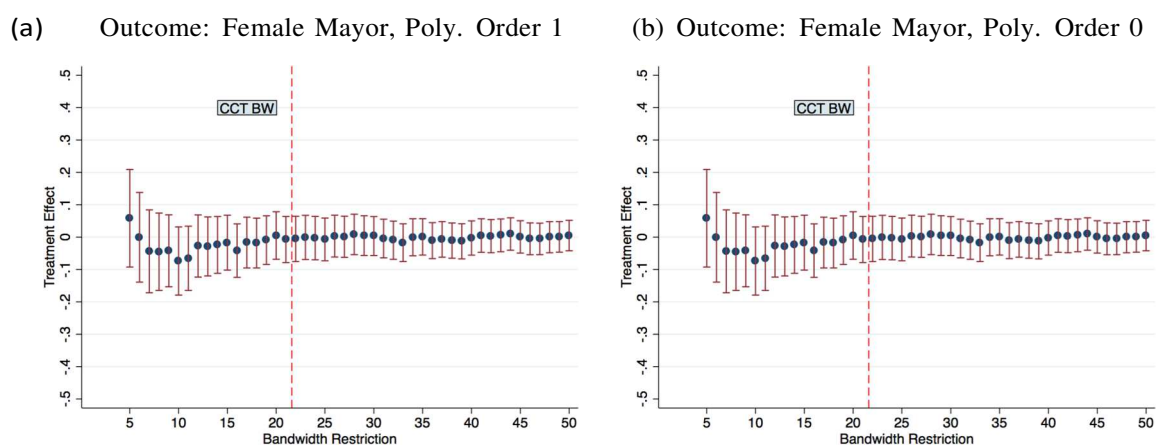 (a) Outcome: Female Mayor, Poly. Order 1
(b) Outcome: Female Mayor, Poly. Order 0
.5
.4
.3
.2
.1
0
-.1
-.2
-.3
-.4
-.5
Treatment Effect
CCT BW
5 10 15 20 25 30 35 40 45 50
Bandwidth Restriction
.5
.4
.3
.2
.1
0
-.1
-.2
-.3
-.4
-.5
Treatment Effect
CCT BW
5 10 15 20 25 30 35 40 45 50
Bandwidth Restriction